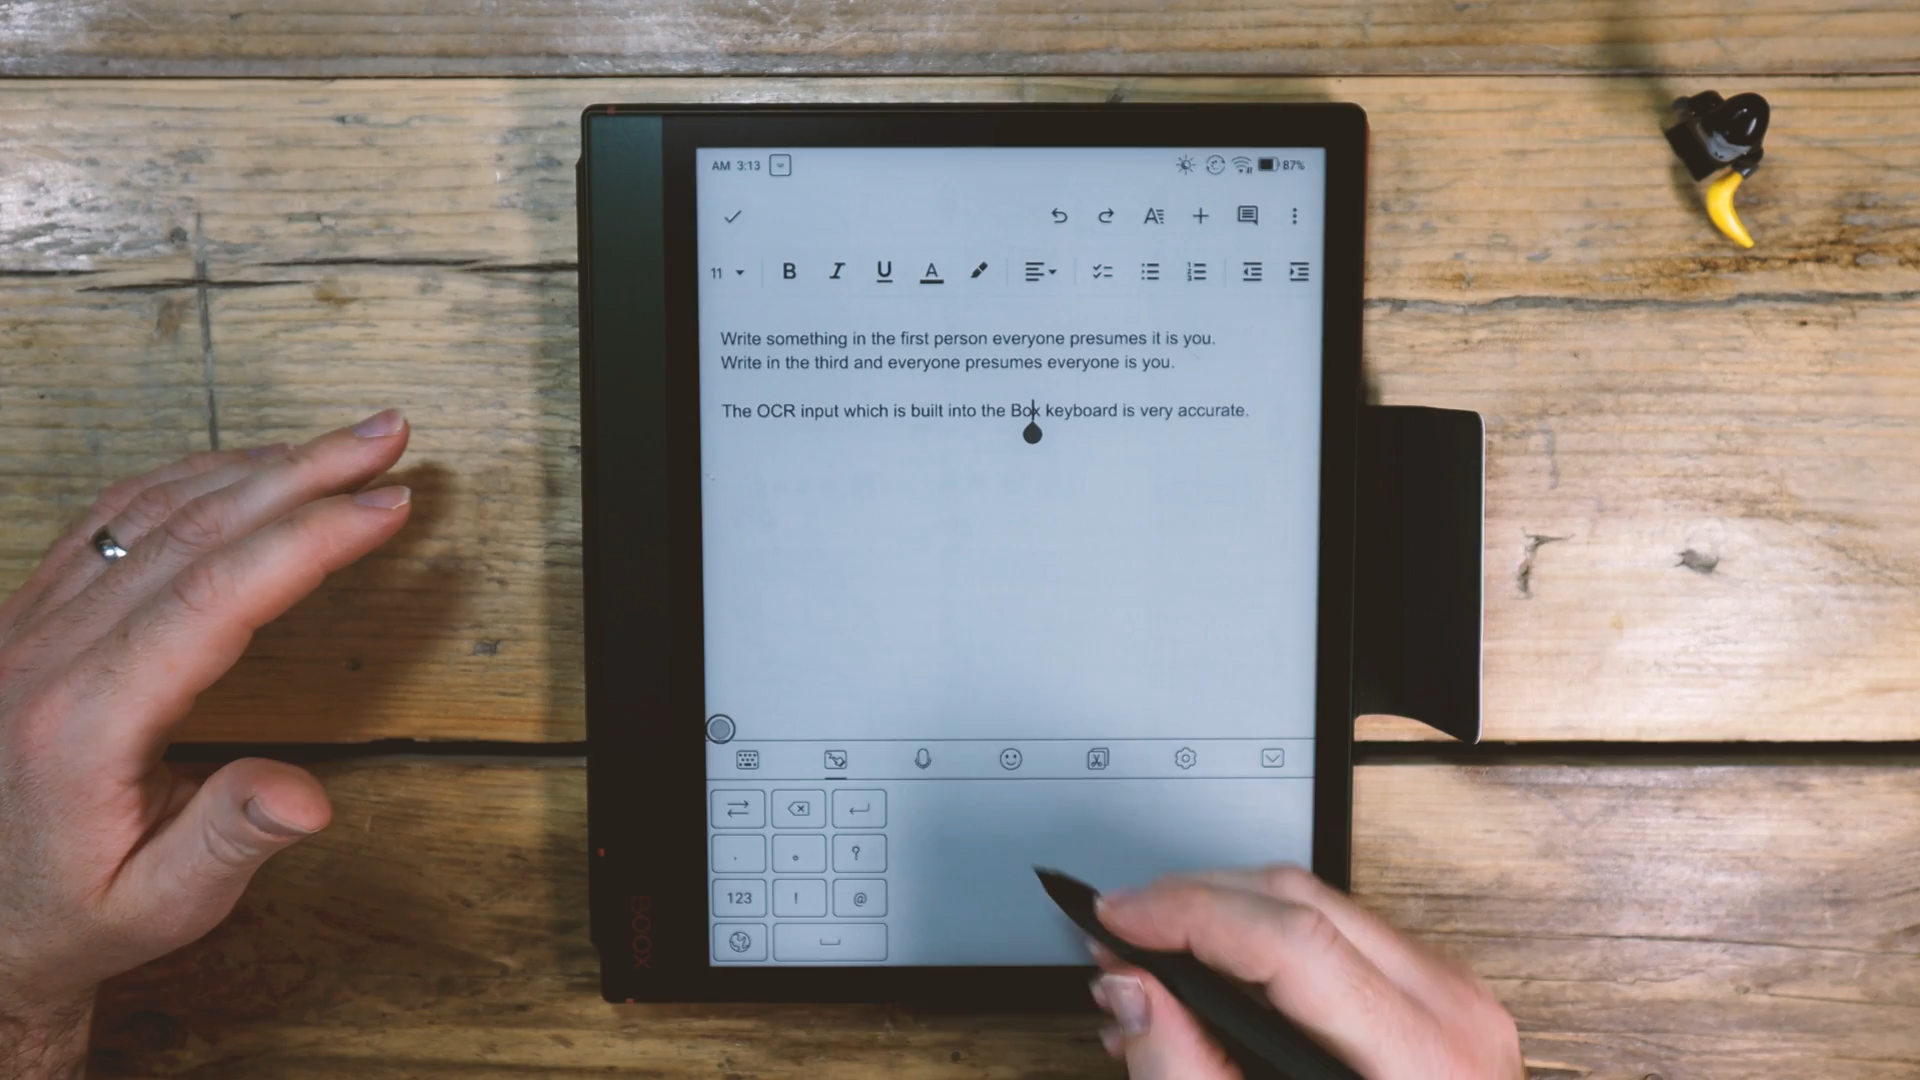 AM 3:13 87%
11 B I U A
Write something in the first person everyone presumes it is you.
Write in the third and everyone presumes everyone is you.
The OCR input which is built into the Box keyboard is very accurate.
. 。 ?
123 ! @
BOOX